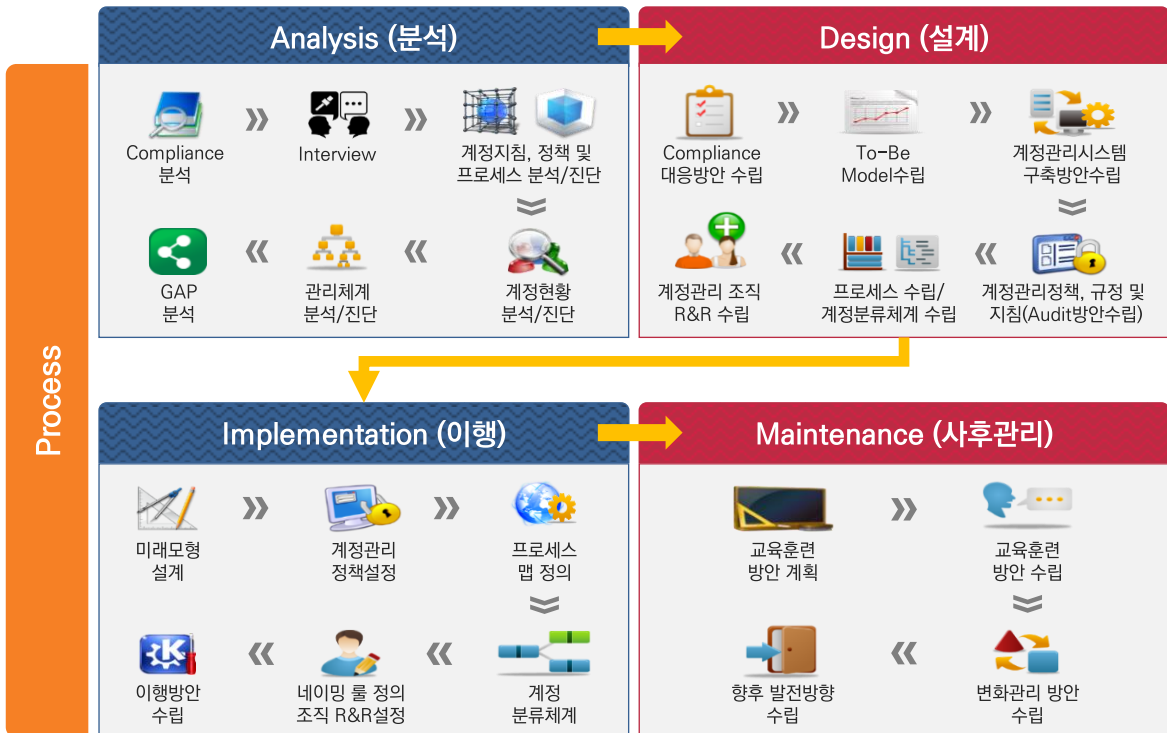 Process
Analysis (분석)
Compliance
분석
Interview
계정지침, 정책 및
프로세스 분석/진단
계정현황
분석/진단
관리체계
분석/진단
GAP
분석
Design (설계)
Compliance
대응방안 수립
To-Be
Model수립
계정관리시스템
구축방안수립
계정관리정책, 규정 및
지침(Audit방안수립)
프로세스 수립/
계정분류체계 수립
계정관리 조직
R&R 수립
Implementation (이행)
미래모형
설계
계정관리
정책설정
프로세스
맵 정의
계정
분류체계
네이밍 룰 정의
조직 R&R설정
이행방안
수립
Maintenance (사후관리)
교육훈련
방안 계획
교육훈련
방안 수립
변화관리 방안
수립
향후 발전방향
수립